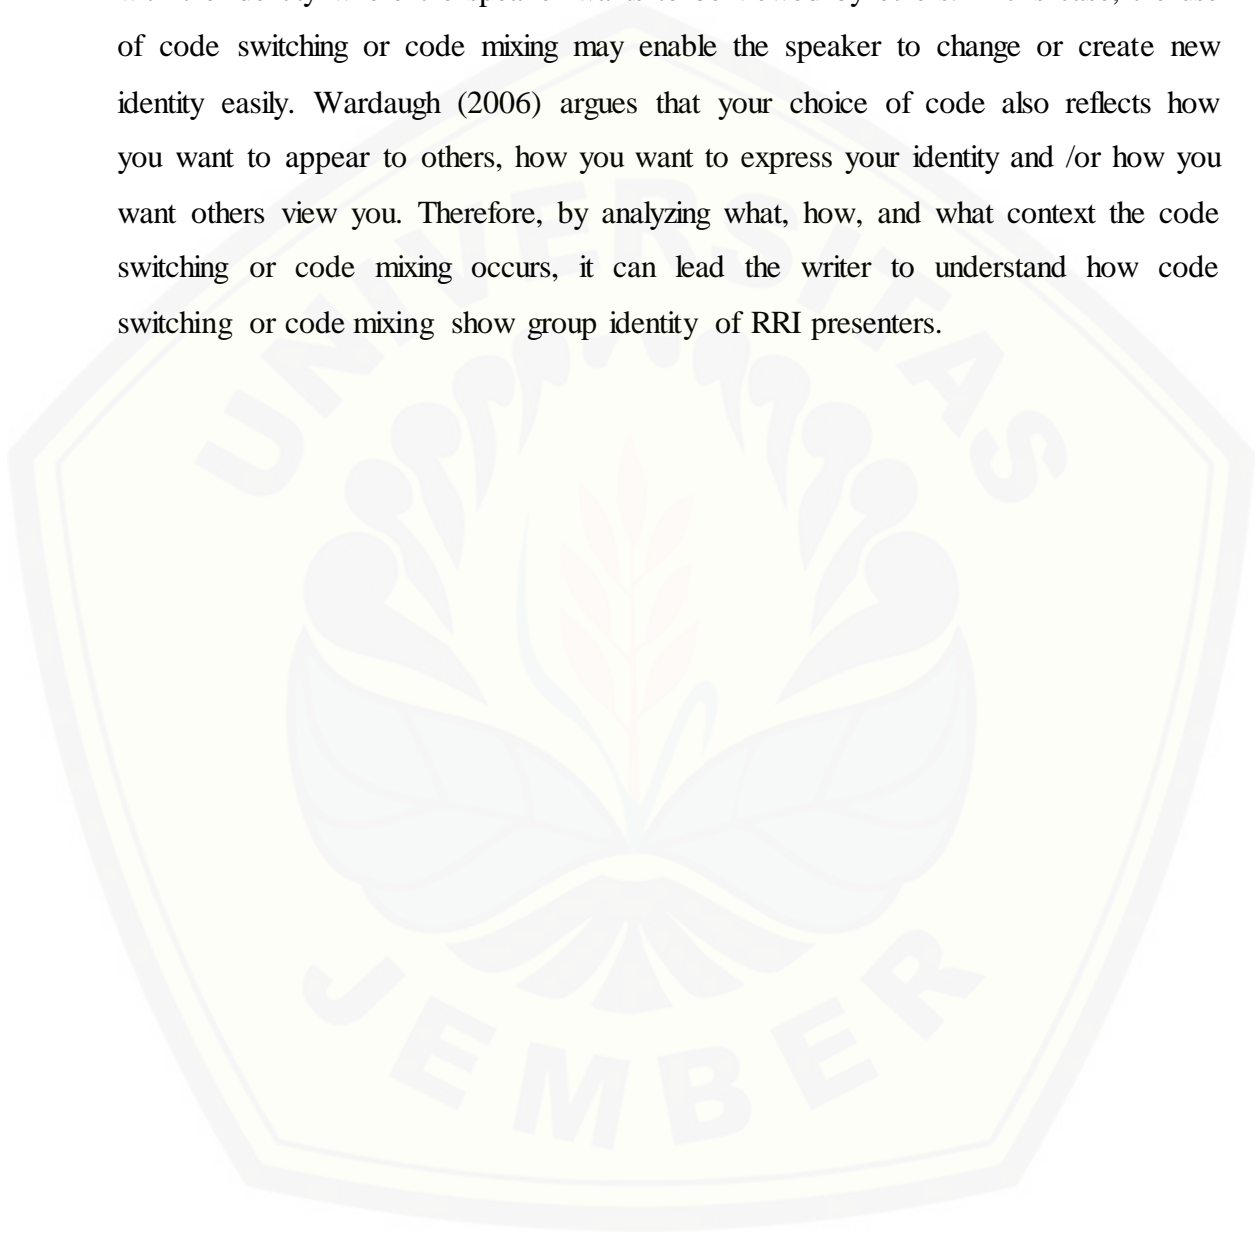 of code switching or code mixing may enable the speaker to change or create new
identity easily. Wardaugh (2006) argues that your choice of code also reflects how
you want to appear to others, how you want to express your identity and /or how you
want others view you. Therefore, by analyzing what, how, and what context the code
switching or code mixing occurs, it can lead the writer to understand how code
switching or code mixing show group identity of RRI presenters.
UNIVERSITAS
JEMBER